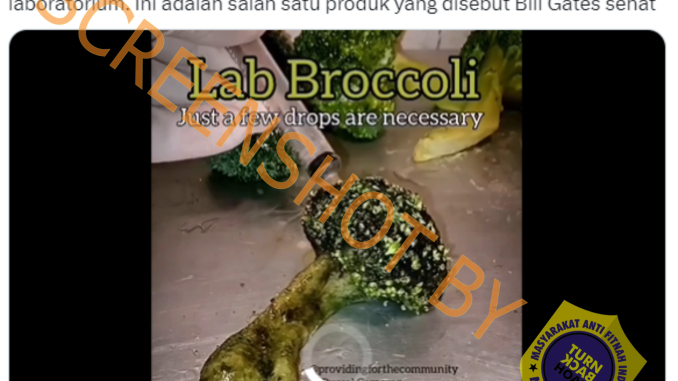 laboratorium. Ini adalah salah satu produk yang disebut Bill Gates sehat
Lab Broccoli
Just a few drops are necessary
SCREENSHOT BY
@providingforthecommunity
MASYARAKAT ANTI FITNAH
TURN
BACK
HOAX